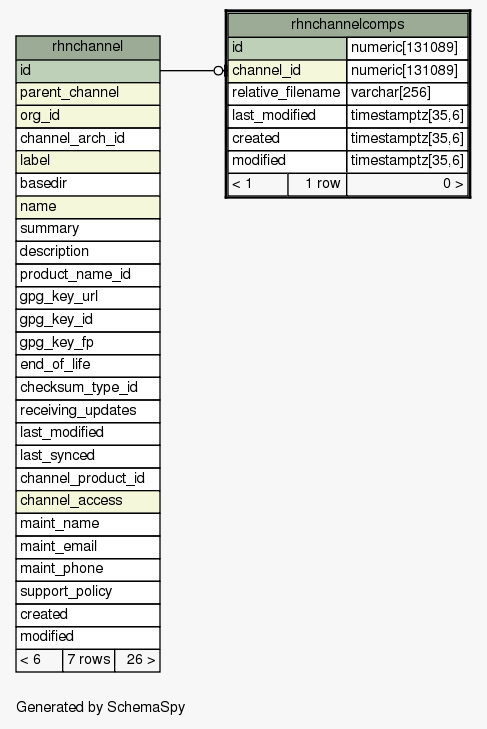 rhnchannel
id
parent_channel
org_id
channel_arch_id
label
basedir
name
summary
description
product_name_id
gpg_key_url
gpg_key_id
gpg_key_fp
end_of_life
checksum_type_id
receiving_updates
last_modified
last_synced
channel_product_id
channel_access
maint_name
maint_email
maint_phone
support_policy
created
modified
< 6 7 rows 26 >
rhnchannelcomps
id numeric[131089]
channel_id numeric[131089]
relative_filename varchar[256]
last_modified timestamptz[35,6]
created timestamptz[35,6]
modified timestamptz[35,6]
< 1 1 row 0 >
Generated by SchemaSpy